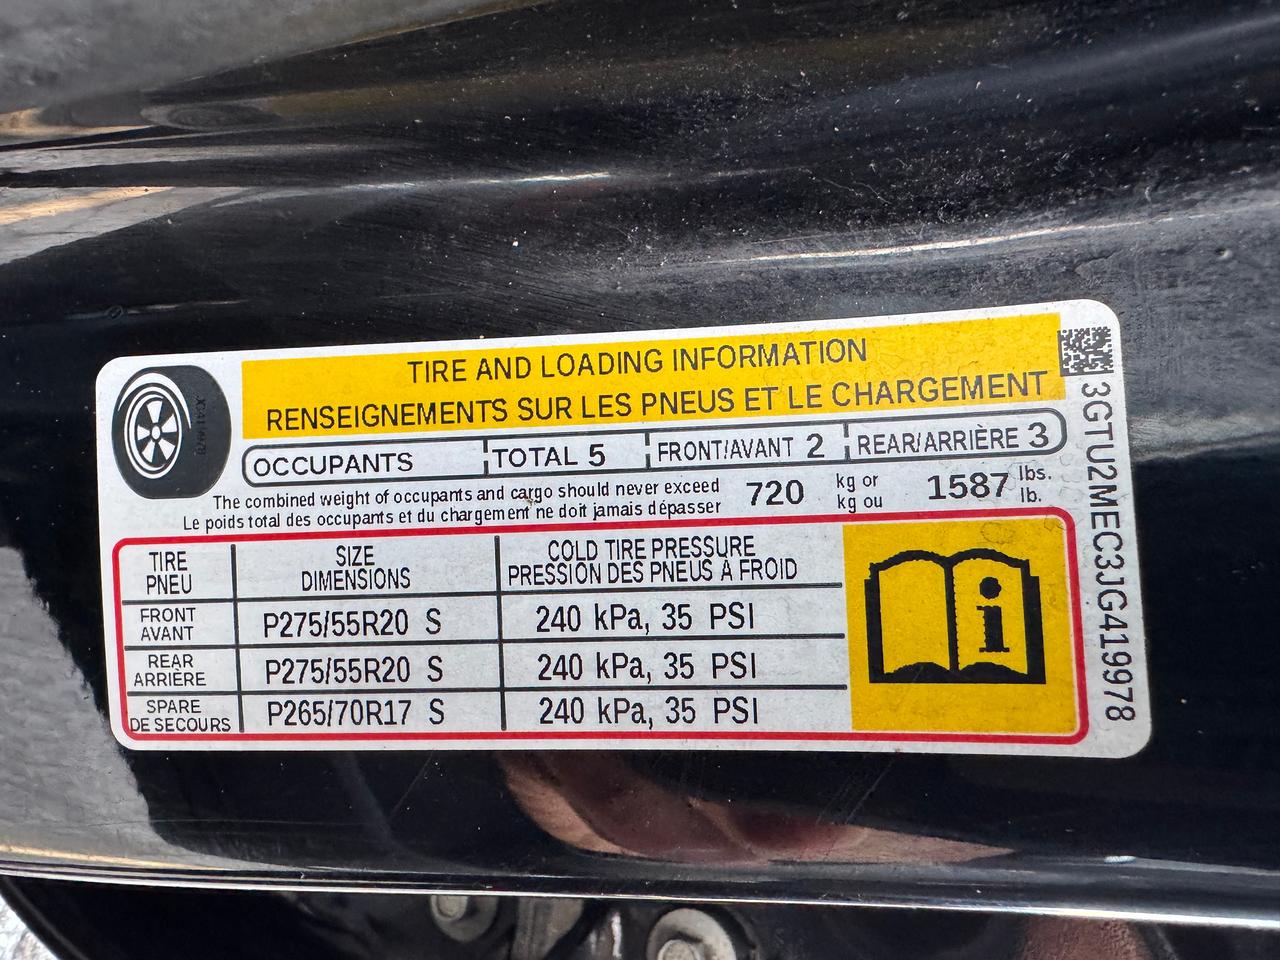 TIRE AND LOADING INFORMATION
RENSEIGNEMENTS SUR LES PNEUS ET LE CHARGEMENT
OCCUPANTS TOTAL 5 FRONT/AVANT 2 REAR/ARRIÈRE 3
The combined weight of occupants and cargo should never exceed 720 kg or 1587 lbs.
Le poids total des occupants et du chargement ne doit jamais dépasser kg ou lb.
TIRE SIZE COLD TIRE PRESSURE
PNEU DIMENSIONS PRESSION DES PNEUS À FROID
FRONT
AVANT P275/55R20 S 240 kPa, 35 PSI
REAR
ARRIÈRE P275/55R20 S 240 kPa, 35 PSI
SPARE
DE SECOURS P265/70R17 S 240 kPa, 35 PSI
i
3GTU2MEC3JG419978